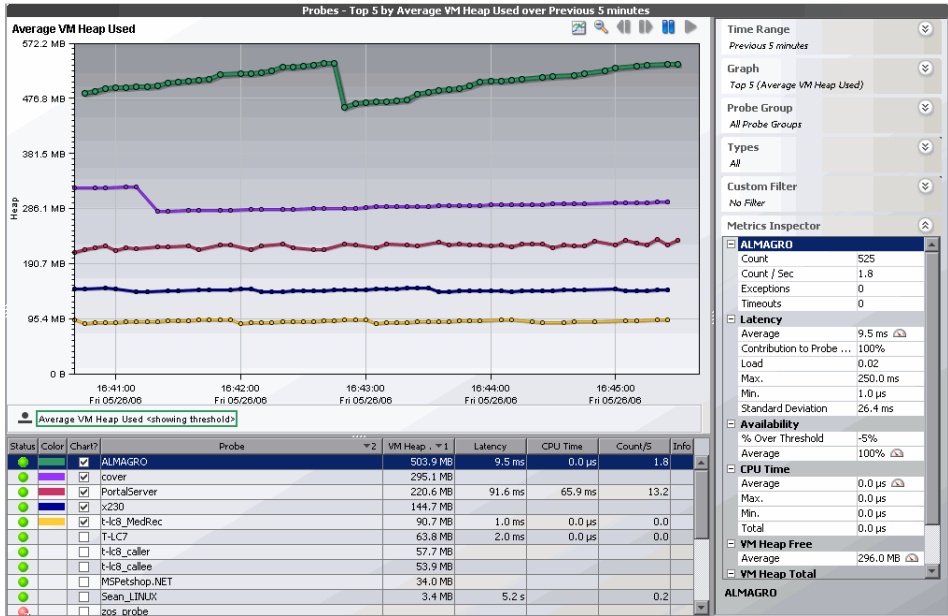 Probes - Top 5 by Average VM Heap Used over Previous 5 minutes
Average VM Heap Used
572.2 MB
476.8 MB
381.5 MB
286.1 MB
190.7 MB
95.4 MB
0 B
Heap
16:41:00 16:42:00 16:43:00 16:44:00 16:45:00
Fri 05/26/06 Fri 05/26/06 Fri 05/26/06 Fri 05/26/06 Fri 05/26/06
Average VM Heap Used <showing threshold>
Status Color Chart? Probe 2 VM Heap . 1 Latency CPU Time Count/S Info
ALMAGRO 503.9 MB 9.5 ms 0.0 µs 1.8
cover 295.1 MB
PortalServer 220.6 MB 91.6 ms 65.9 ms 13.2
x230 144.7 MB
t-lc8_MedRec 90.7 MB 1.0 ms 0.0 µs 0.0
T-LC7 63.8 MB 2.0 ms 0.0 µs 0.0
t-lc8_caller 57.7 MB
t-lc8_callee 53.9 MB
MSPetshop.NET 34.0 MB
Sean_LINUX 3.4 MB 5.2 s 0.2
zos_probe
Time Range
Previous 5 minutes
Graph
Top 5 (Average VM Heap Used)
Probe Group
All Probe Groups
Types
All
Custom Filter
No Filter
Metrics Inspector
ALMAGRO
Count 525
Count / Sec 1.8
Exceptions 0
Timeouts 0
Latency
Average 9.5 ms
Contribution to Probe ... 100%
Load 0.02
Max. 250.0 ms
Min. 1.0 µs
Standard Deviation 26.4 ms
Availability
% Over Threshold -5%
Average 100%
CPU Time
Average 0.0 µs
Max. 0.0 µs
Min. 0.0 µs
Total 0.0 µs
VM Heap Free
Average 296.0 MB
VM Heap Total
ALMAGRO